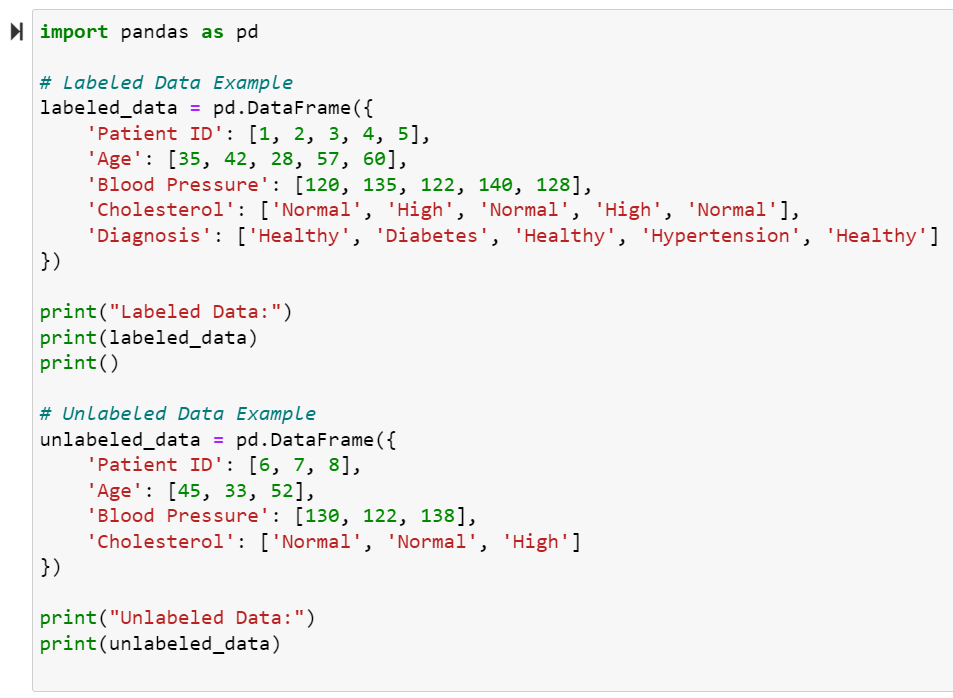 import pandas as pd
# Labeled Data Example
labeled_data = pd.DataFrame({
    'Patient ID': [1, 2, 3, 4, 5],
    'Age': [35, 42, 28, 57, 60],
    'Blood Pressure': [120, 135, 122, 140, 128],
    'Cholesterol': ['Normal', 'High', 'Normal', 'High', 'Normal'],
    'Diagnosis': ['Healthy', 'Diabetes', 'Healthy', 'Hypertension', 'Healthy']
})
print("Labeled Data:")
print(labeled_data)
print()
# Unlabeled Data Example
unlabeled_data = pd.DataFrame({
    'Patient ID': [6, 7, 8],
    'Age': [45, 33, 52],
    'Blood Pressure': [130, 122, 138],
    'Cholesterol': ['Normal', 'Normal', 'High']
})
print("Unlabeled Data:")
print(unlabeled_data)